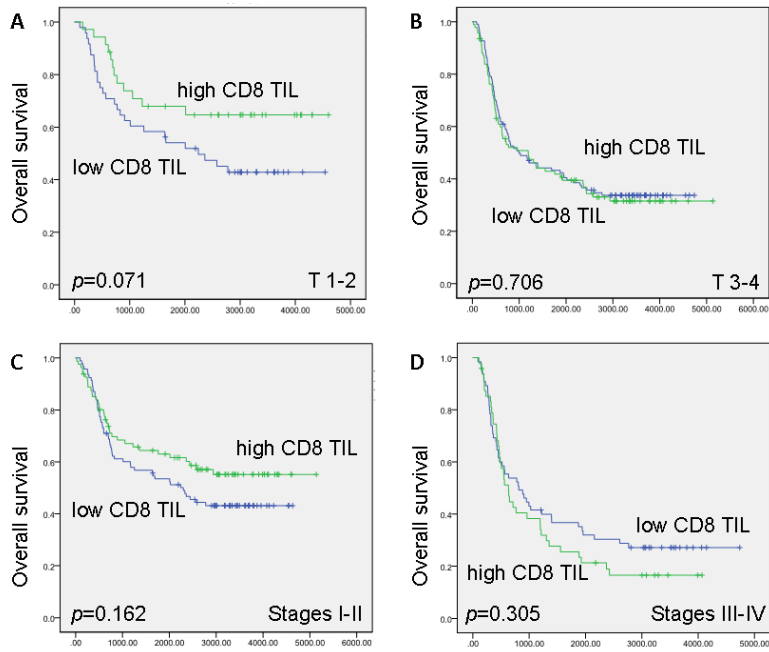 A
Overall survival
1.0
0.8
0.6
0.4
0.2
0.0
high CD8 TIL
low CD8 TIL
p=0.071
T 1-2
.00 1000.00 2000.00 3000.00 4000.00 5000.00
B
Overall survival
1.0
0.8
0.6
0.4
0.2
0.0
high CD8 TIL
low CD8 TIL
p=0.706
T 3-4
.00 1000.00 2000.00 3000.00 4000.00 5000.00 6000.00
C
Overall survival
1.0
0.8
0.6
0.4
0.2
0.0
high CD8 TIL
low CD8 TIL
p=0.162
Stages I-II
.00 1000.00 2000.00 3000.00 4000.00 5000.00 6000.00
D
Overall survival
1.0
0.8
0.6
0.4
0.2
0.0
low CD8 TIL
high CD8 TIL
p=0.305
Stages III-IV
.00 1000.00 2000.00 3000.00 4000.00 5000.00